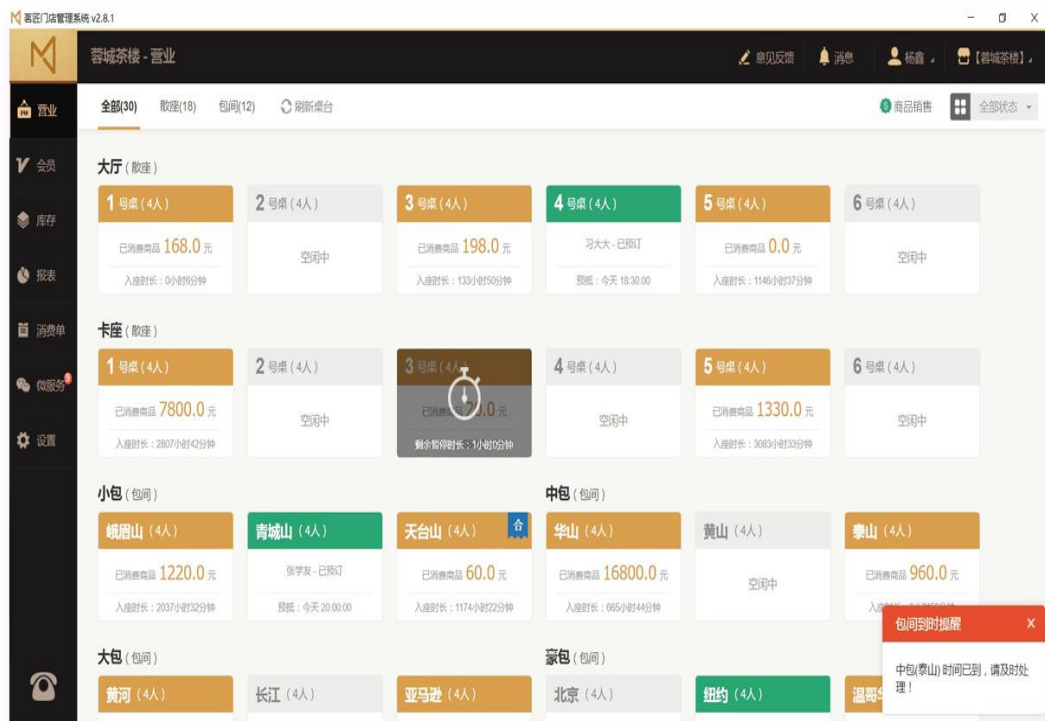 茗匠门店管理系统 v2.8.1
蓉城茶楼 - 营业
意见反馈 消息 杨鑫 【蓉城茶楼】
营业
会员
库存
报表
消费单
微服务 9
设置
全部(30) 散座(18) 包间(12) 刷新桌台 商品销售 全部状态
大厅 ( 散座 )
1 号桌 ( 4人 ) 2 号桌 ( 4人 ) 3 号桌 ( 4人 ) 4 号桌 ( 4人 ) 5 号桌 ( 4人 ) 6 号桌 ( 4人 )
已消费商品 168.0 元 空闲中 已消费商品 198.0 元 习大大 - 已预订 已消费商品 0.0 元 空闲中
入座时长 : 0小时6分钟 入座时长 : 133小时50分钟 预抵 : 今天 18:30:00 入座时长 : 1146小时37分钟
卡座 ( 散座 )
1 号桌 ( 4人 ) 2 号桌 ( 4人 ) 3 号桌 ( 4人 ) 4 号桌 ( 4人 ) 5 号桌 ( 4人 ) 6 号桌 ( 4人 )
已消费商品 7800.0 元 空闲中 20.0 元 空闲中 已消费商品 1330.0 元 空闲中
入座时长 : 2807小时42分钟 剩余暂停时长 : 1小时0分钟 入座时长 : 3083小时33分钟
小包 ( 包间 ) 中包 ( 包间 )
峨眉山 ( 4人 ) 青城山 ( 4人 ) 天台山 ( 4人 ) 合 华山 ( 4人 ) 黄山 ( 4人 ) 泰山 ( 4人 )
已消费商品 1220.0 元 张学友 - 已预订 已消费商品 60.0 元 已消费商品 16800.0 元 空闲中 已消费商品 960.0 元
入座时长 : 2037小时32分钟 预抵 : 今天 20:00:00 入座时长 : 1174小时22分钟 入座时长 : 665小时44分钟
大包 ( 包间 ) 豪包 ( 包间 )
黄河 ( 4人 ) 长江 ( 4人 ) 亚马逊 ( 4人 ) 北京 ( 4人 ) 纽约 ( 4人 ) 温哥华
包间到时提醒 X
中包(泰山) 时间已到 , 请及时处
理 !